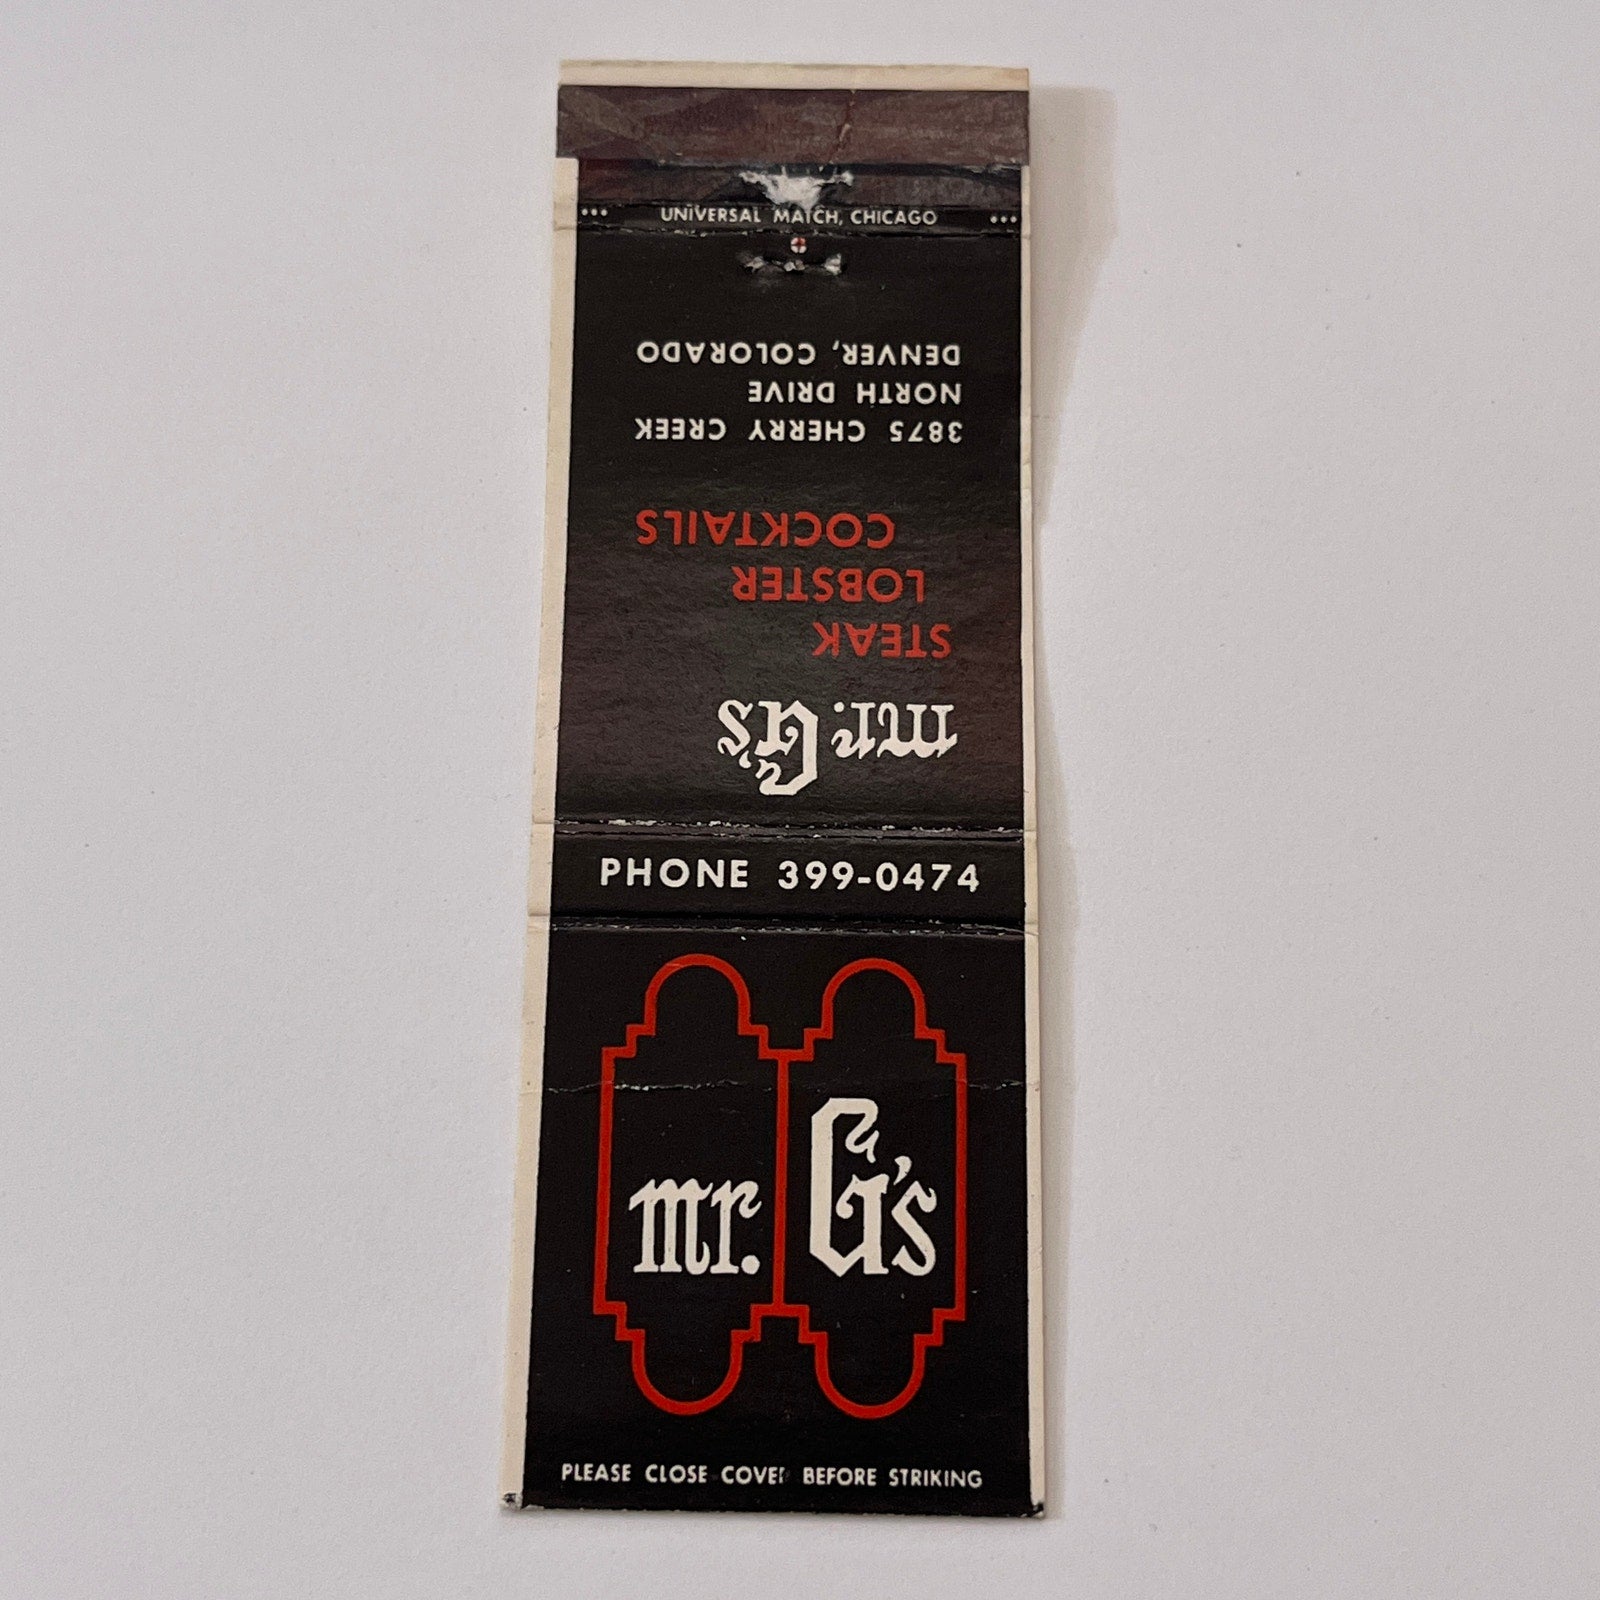 UNIVERSAL MATCH, CHICAGO
mr. G's
STEAK
LOBSTER
COCKTAILS
3875 CHERRY CREEK
NORTH DRIVE
DENVER, COLORADO
PHONE 399-0474
mr. G's
PLEASE CLOSE COVER BEFORE STRIKING